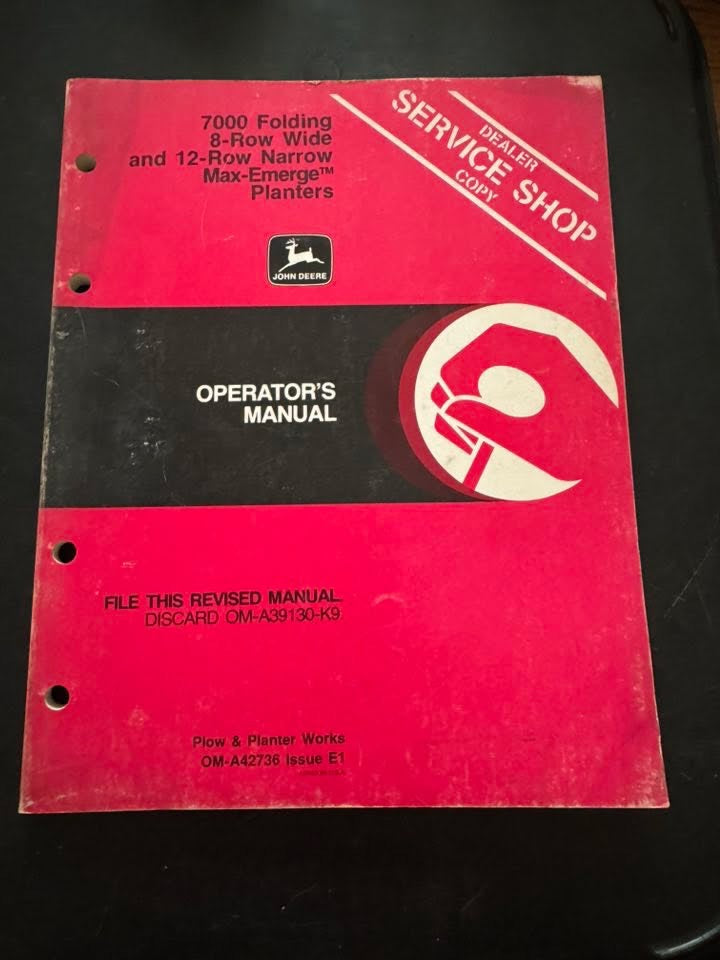 7000 Folding
8-Row Wide
and 12-Row Narrow
Max-Emerge™
Planters
DEALER
SERVICE SHOP
COPY
JOHN DEERE
OPERATOR'S
MANUAL
FILE THIS REVISED MANUAL.
DISCARD OM-A39130-K9.
Plow & Planter Works
OM-A42736 Issue E1